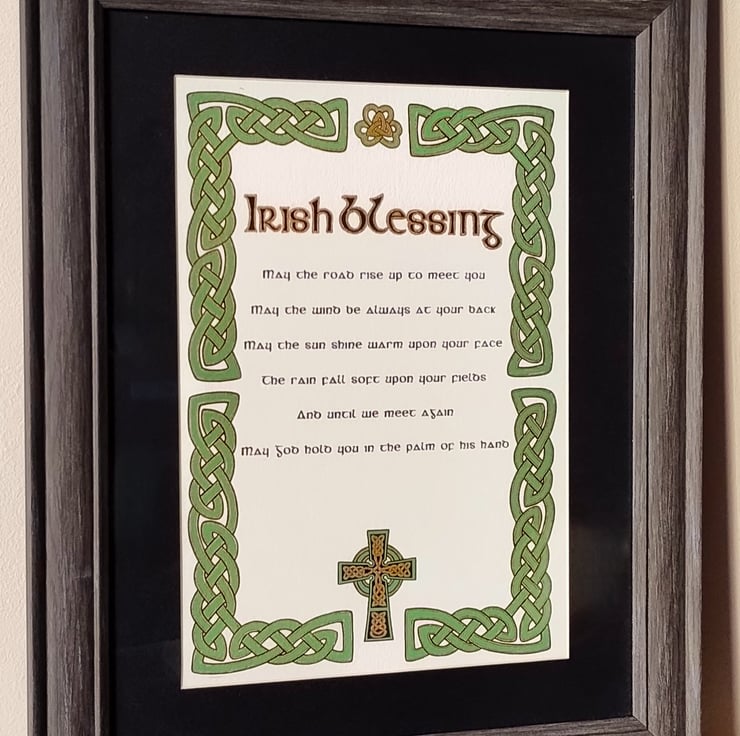 Irish blessing
May the road rise up to meet you
May the wind be always at your back
May the sun shine warm upon your face
The rain fall soft upon your fields
And until we meet again
May God hold you in the palm of his hand